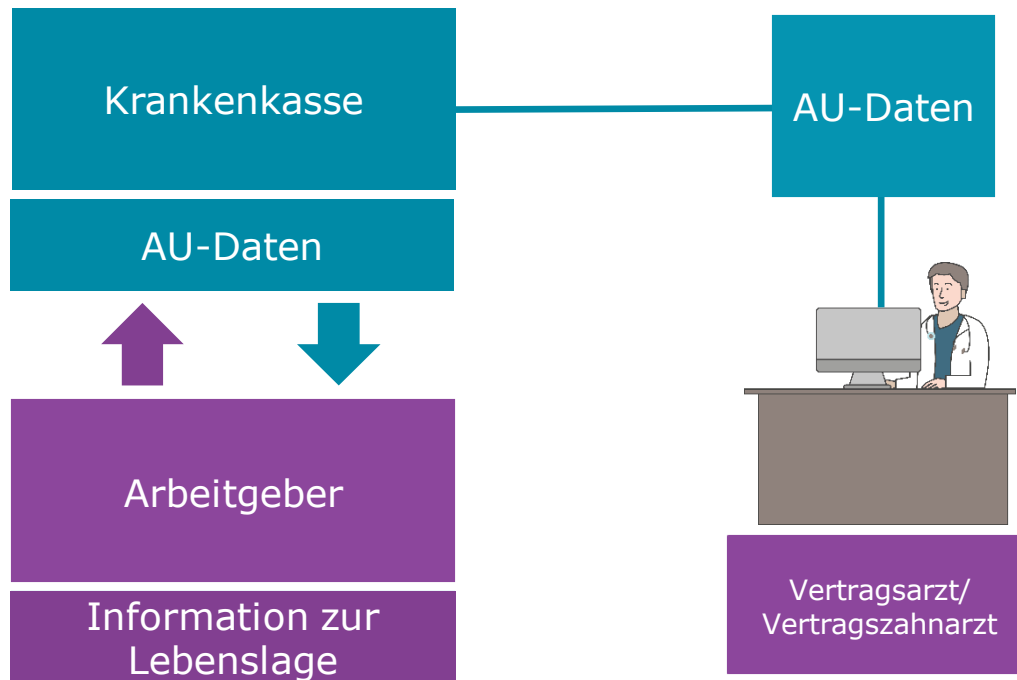 Krankenkasse
AU-Daten
AU-Daten
Arbeitgeber
Information zur
Lebenslage
Vertragsarzt/
Vertragszahnarzt